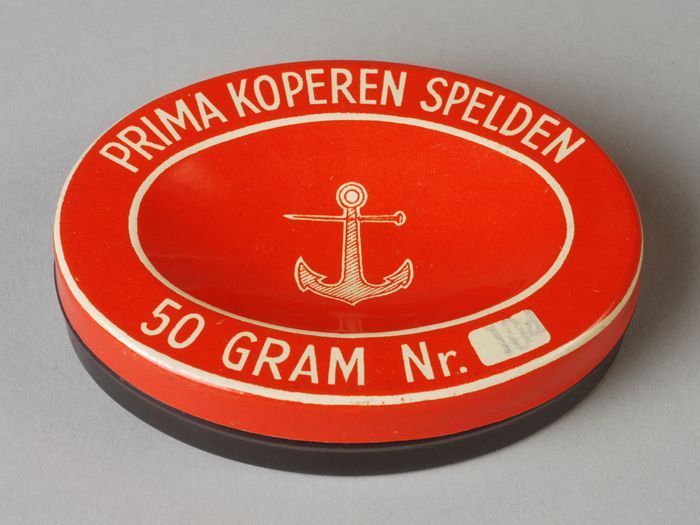 PRIMA KOPEREN SPELDEN
50 GRAM Nr.